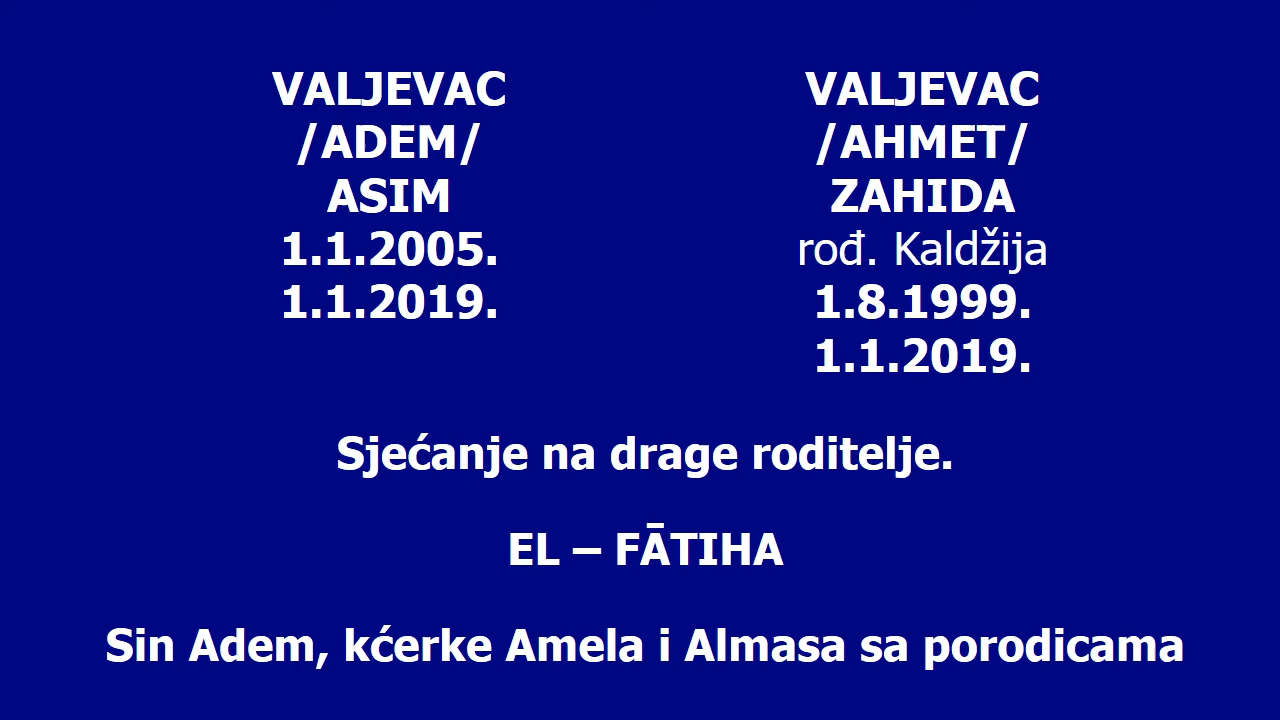 VALJEVAC
/ADEM/
ASIM
1.1.2005.
1.1.2019.
VALJEVAC
/AHMET/
ZAHIDA
rođ. Kaldžija
1.8.1999.
1.1.2019.
Sjećanje na drage roditelje.
EL – FĀTIHA
Sin Adem, kćerke Amela i Almasa sa porodicama